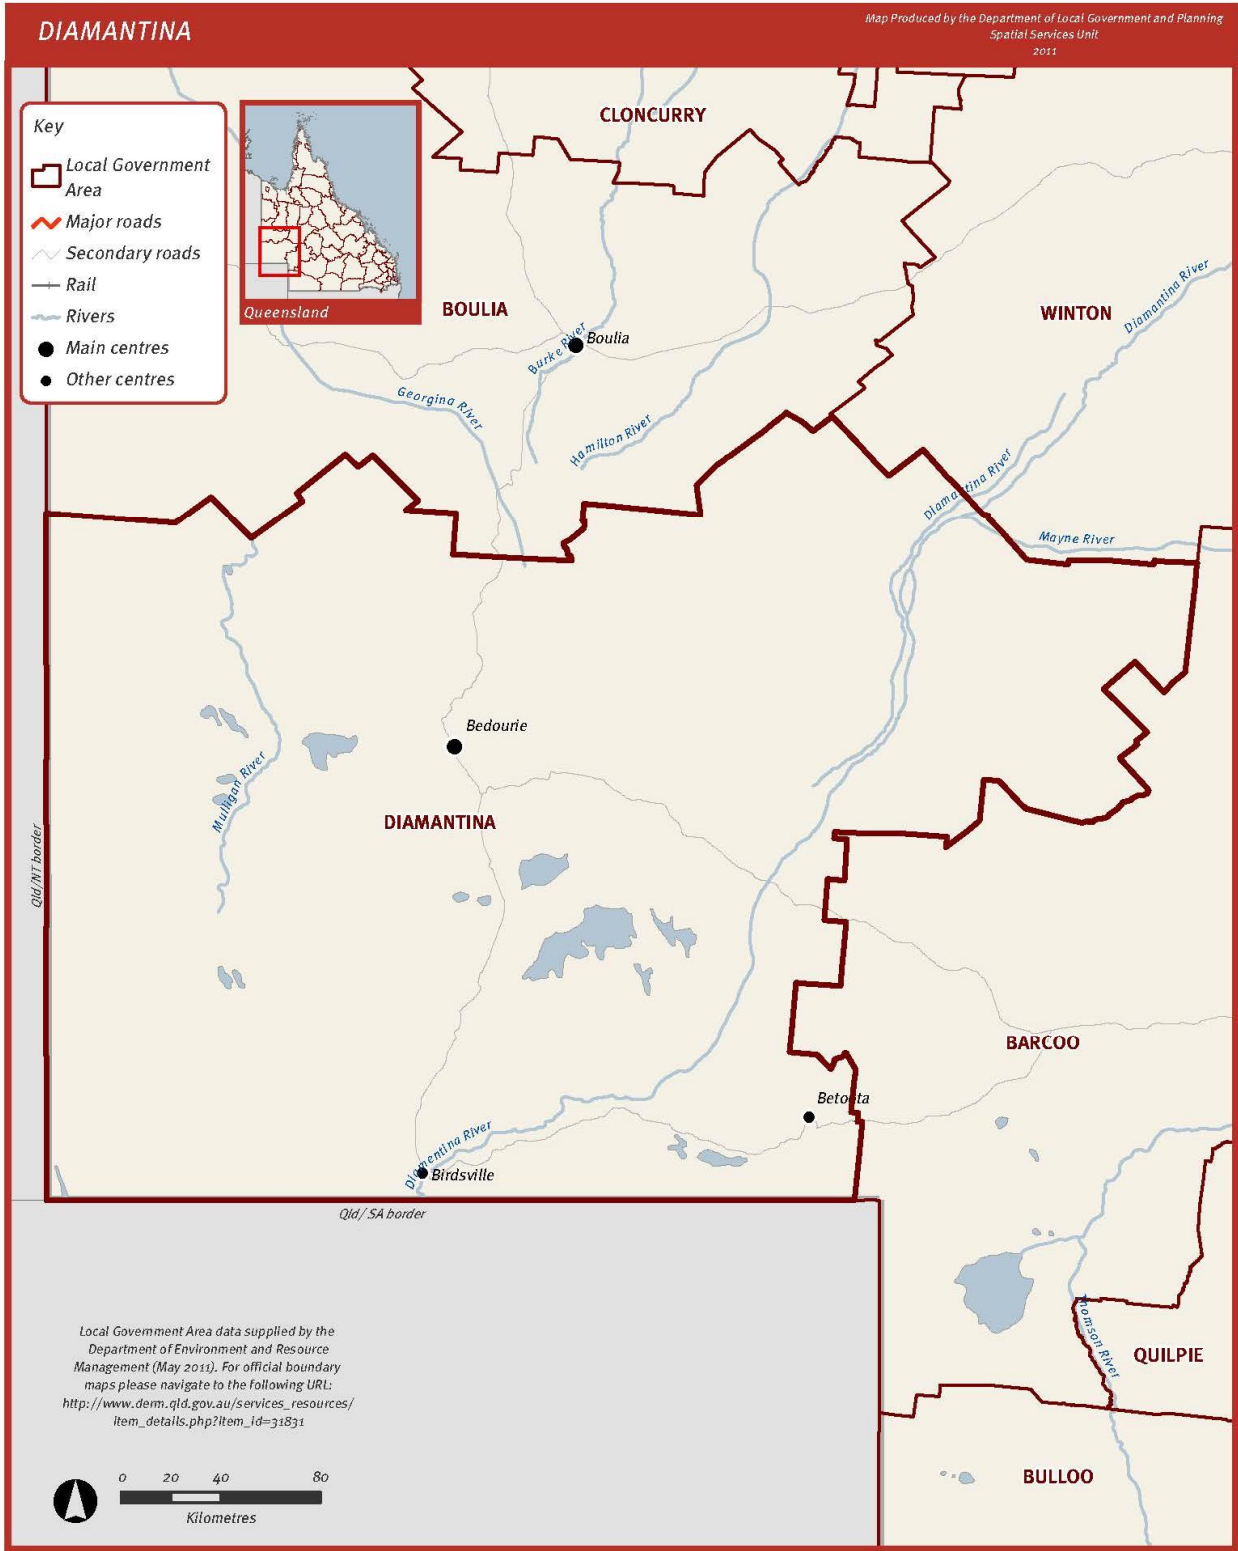 DIAMANTINA
Map Produced by the Department of Local Government and Planning
Spatial Services Unit
2011
Key
Local Government
Area
Major roads
Secondary roads
Rail
Rivers
Main centres
Other centres
Queensland
CLONCURRY
BOULIA
WINTON
Diamantina River
Burke River
Boulia
Georgina River
Hamilton River
Diamantina River
Mayne River
Bedourie
Mulligan River
DIAMANTINA
Qld/NT border
BARCOO
Betoota
Diamentina River
Birdsville
Qld/ SA border
Thomson River
QUILPIE
BULLOO
Local Government Area data supplied by the
Department of Environment and Resource
Management (May 2011). For official boundary
maps please navigate to the following URL:
http://www.derm.qld.gov.au/services_resources/
item_details.php?item_id=31831
0 20 40 80
Kilometres